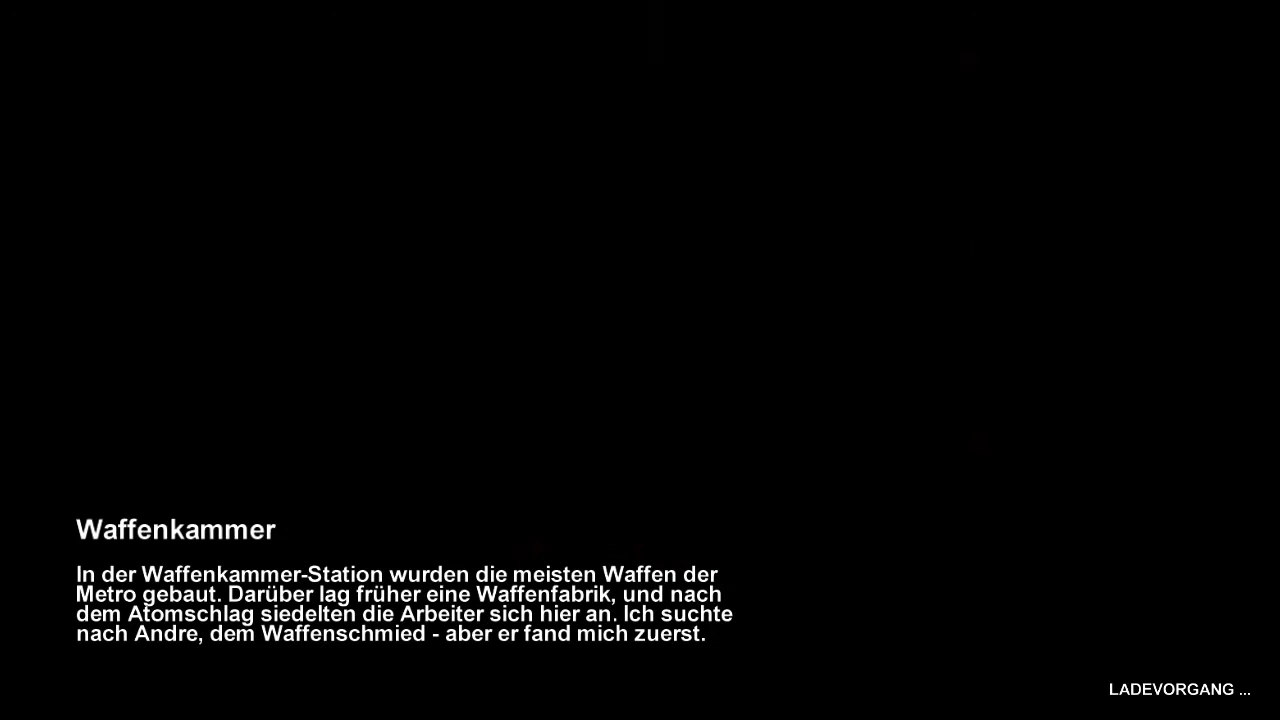 Waffenkammer
In der Waffenkammer-Station wurden die meisten Waffen der
Metro gebaut. Darüber lag früher eine Waffenfabrik, und nach
dem Atomschlag siedelten die Arbeiter sich hier an. Ich suchte
nach Andre, dem Waffenschmied - aber er fand mich zuerst.
LADEVORGANG ...